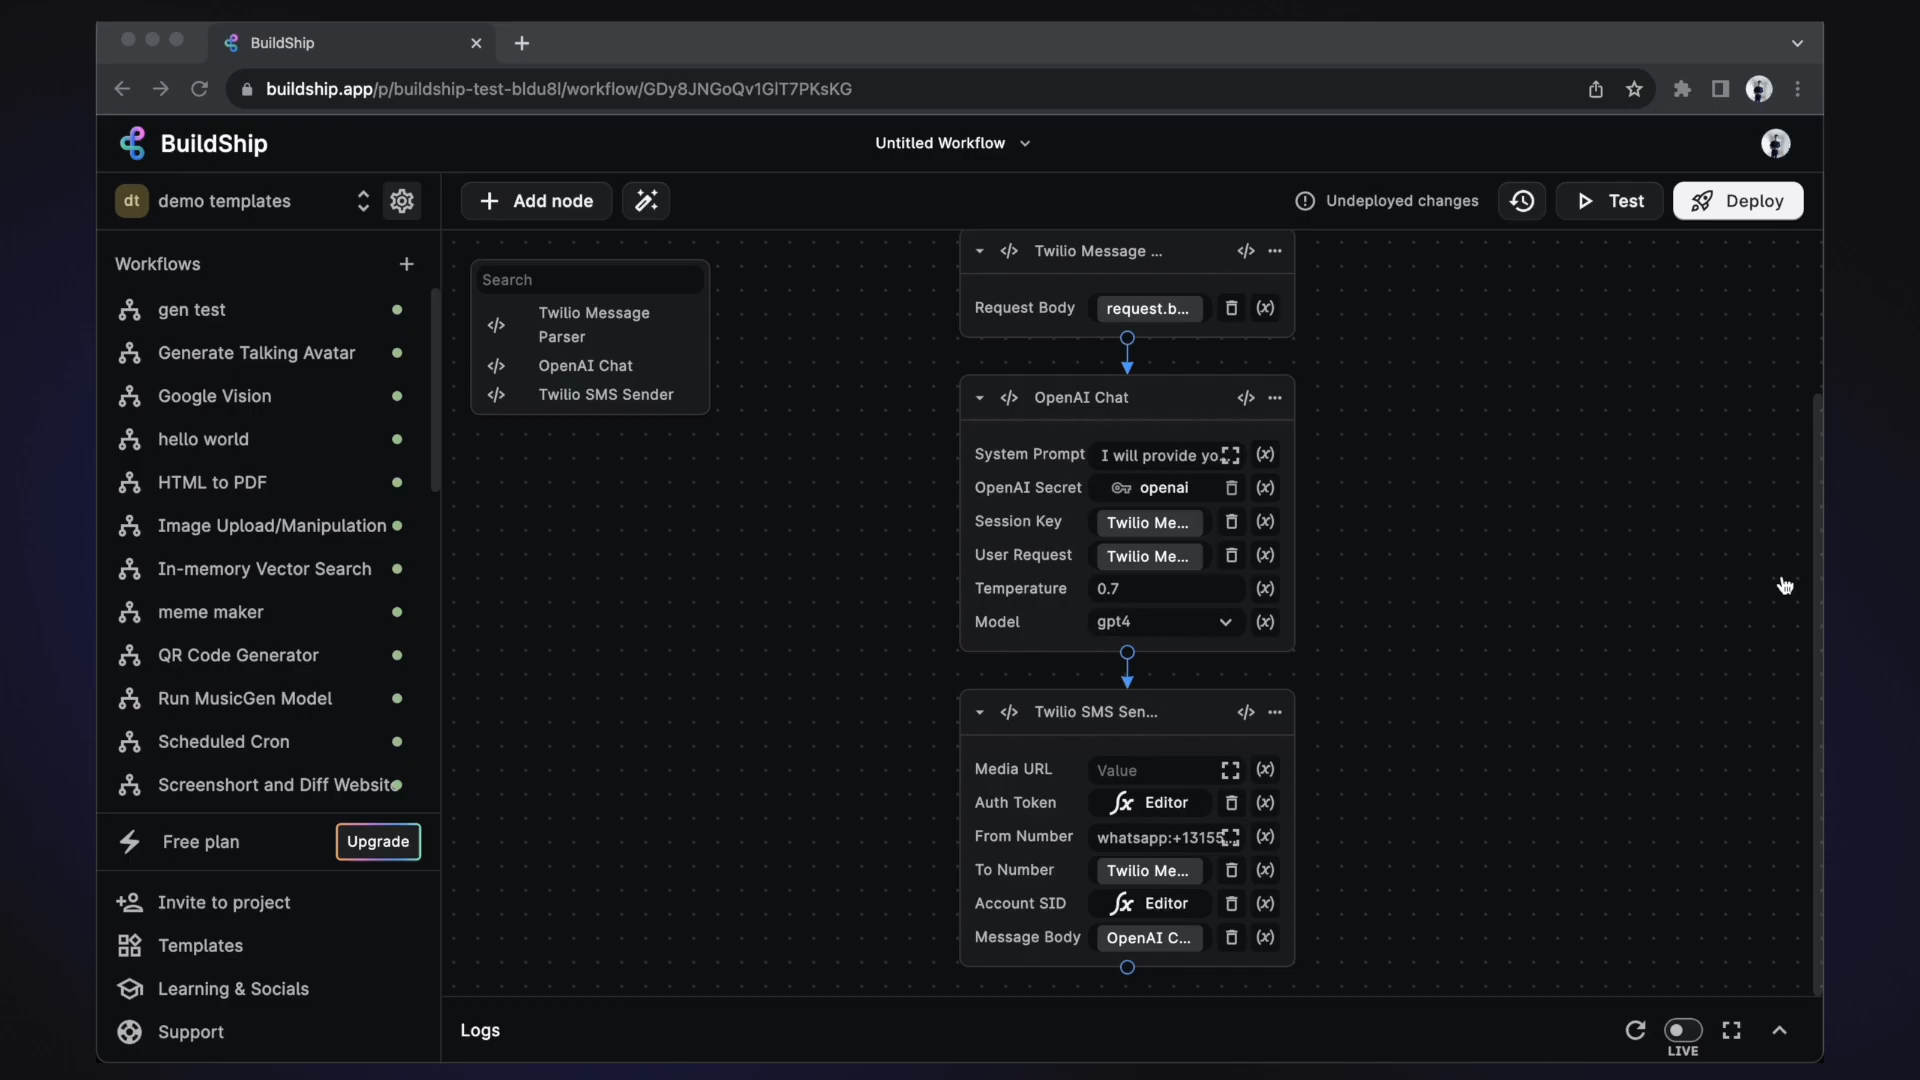 BuildShip
buildship.app/p/buildship-test-bldu8l/workflow/GDy8JNGoQv1GIT7PKsKG
BuildShip
Untitled Workflow
dt
demo templates
Add node
Undeployed changes
Test
Deploy
Workflows
gen test
Generate Talking Avatar
Google Vision
hello world
HTML to PDF
Image Upload/Manipulation
In-memory Vector Search
meme maker
QR Code Generator
Run MusicGen Model
Scheduled Cron
Screenshort and Diff Website
Free plan
Upgrade
Invite to project
Templates
Learning & Socials
Support
Search
Twilio Message
Parser
OpenAI Chat
Twilio SMS Sender
Twilio Message ...
Request Body request.b... (x)
OpenAI Chat
System Prompt I will provide yo... (x)
OpenAI Secret openai (x)
Session Key Twilio Me... (x)
User Request Twilio Me... (x)
Temperature 0.7 (x)
Model gpt4 (x)
Twilio SMS Sen...
Media URL Value (x)
Auth Token fx Editor (x)
From Number whatsapp:+13155... (x)
To Number Twilio Me... (x)
Account SID fx Editor (x)
Message Body OpenAI C... (x)
Logs
LIVE